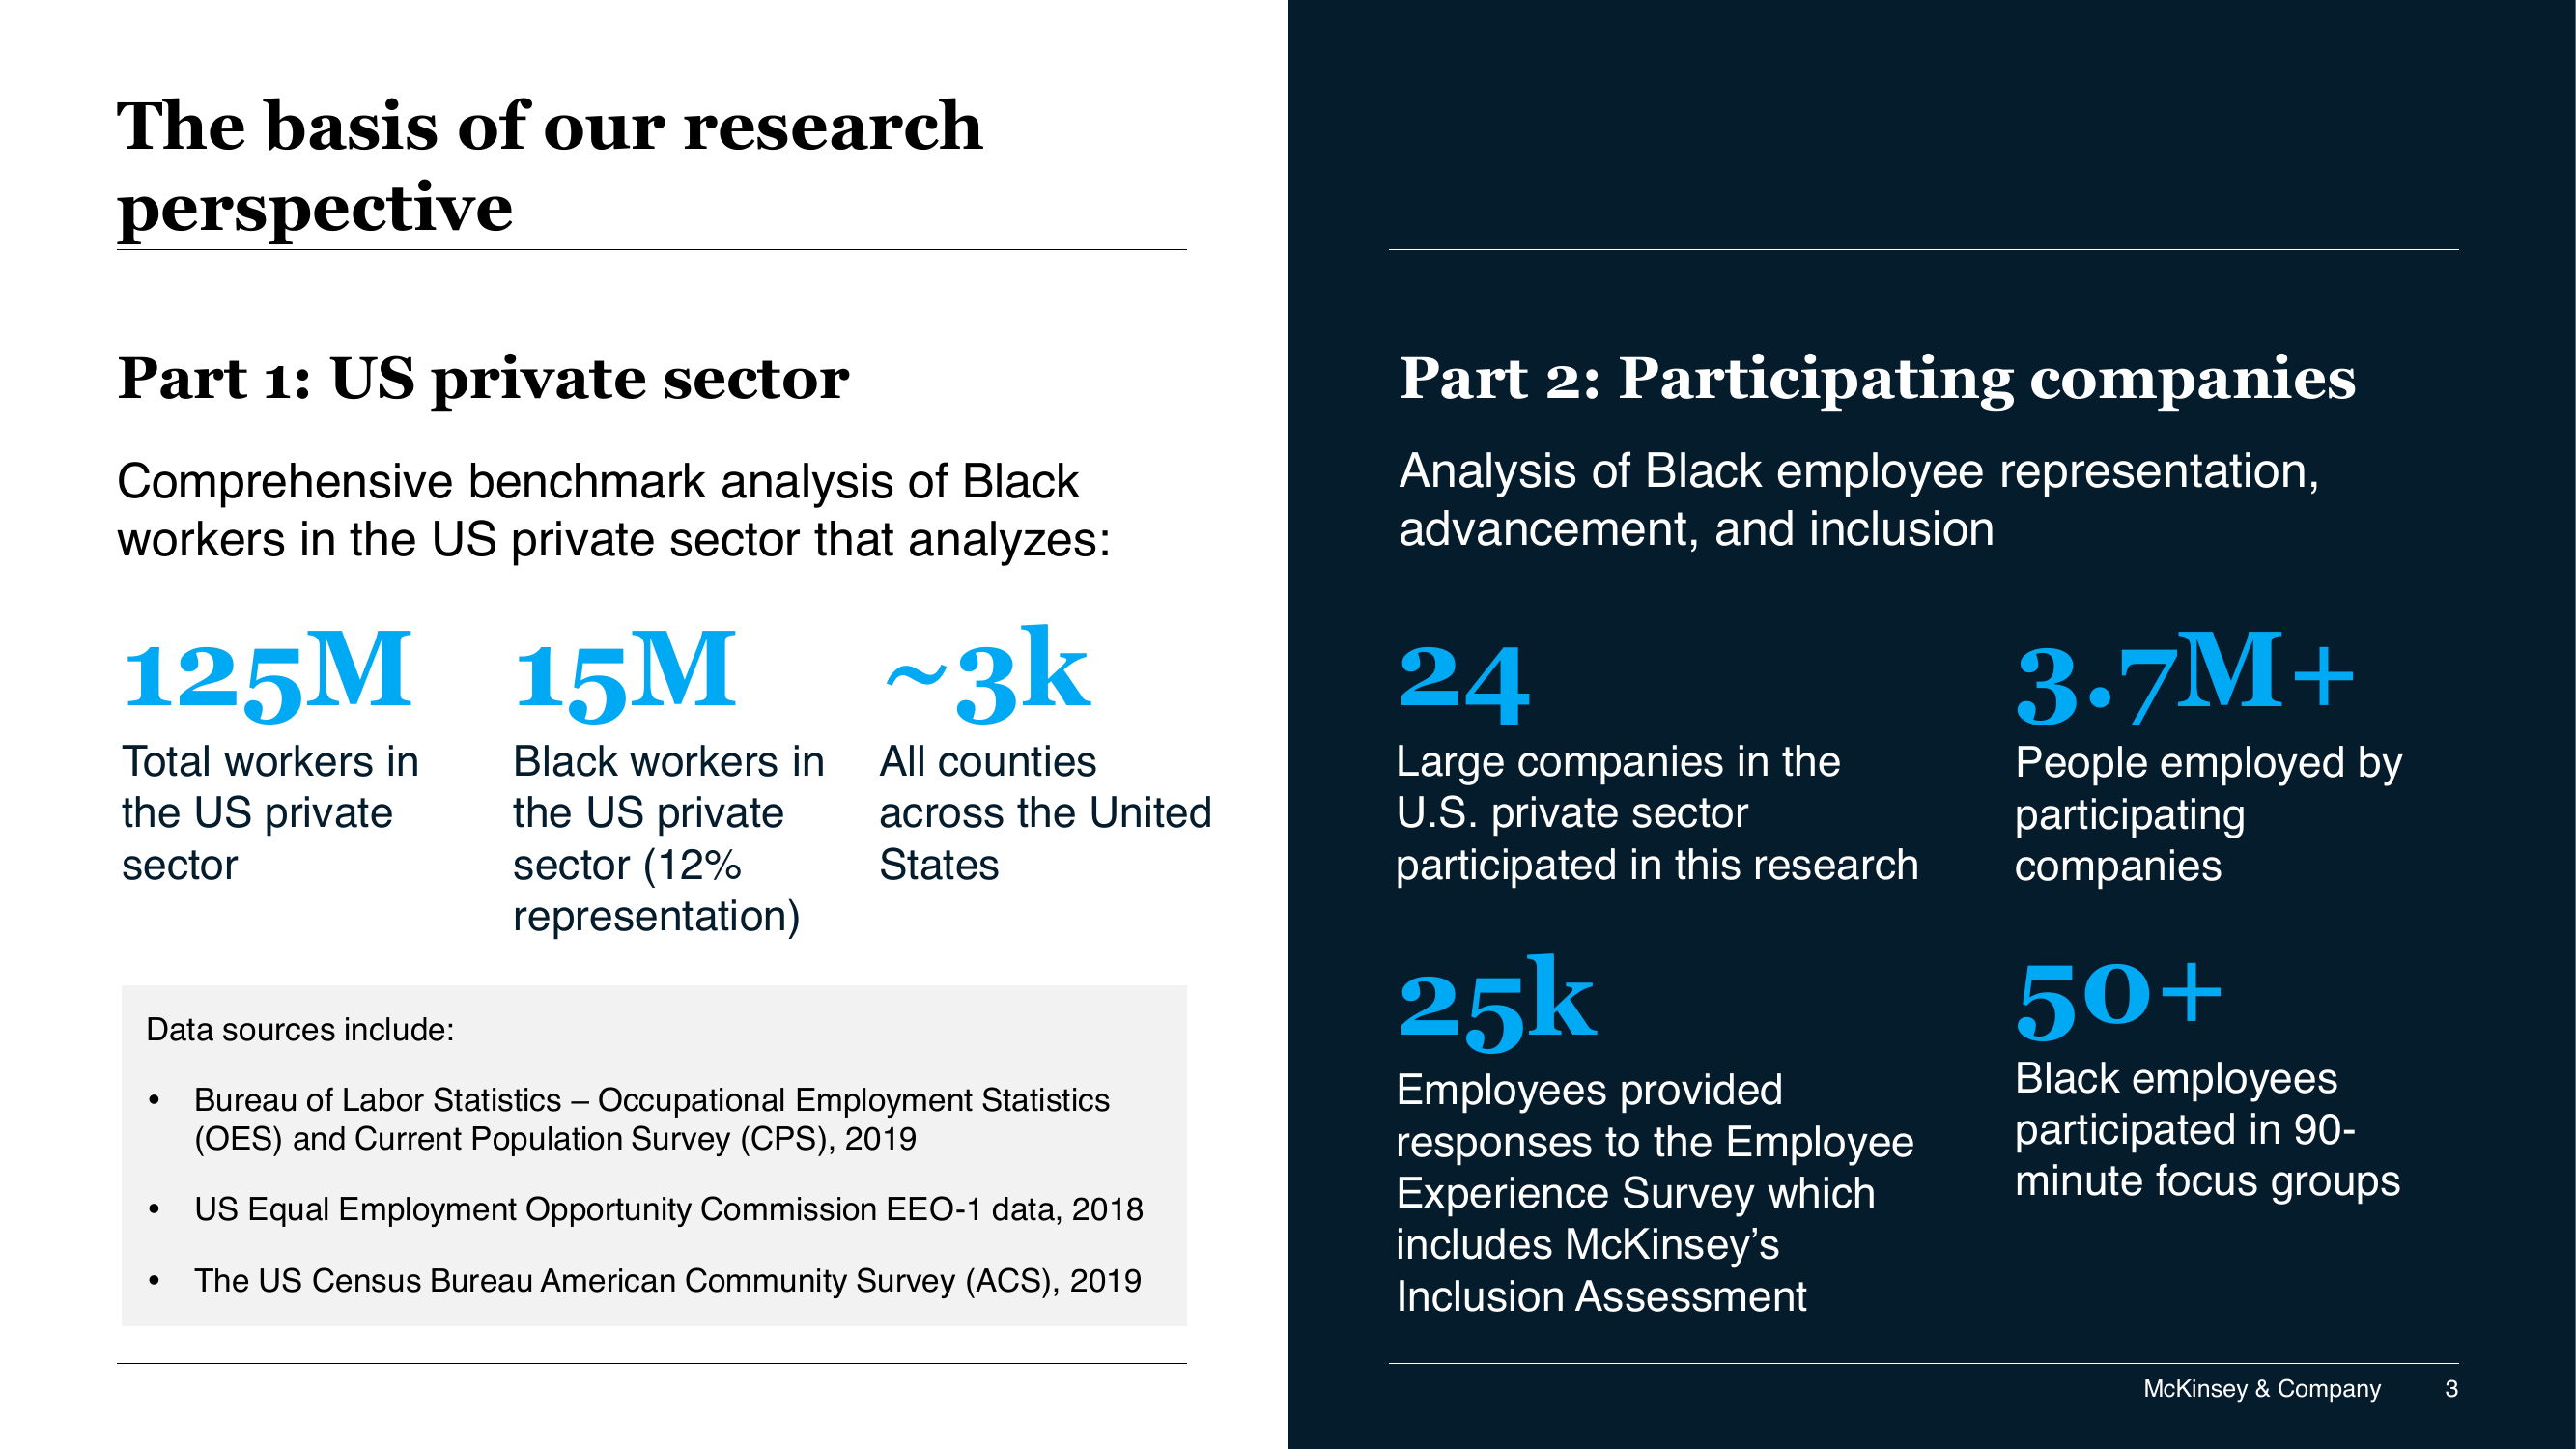 The basis of our research
perspective
Part 1: US private sector
Comprehensive benchmark analysis of Black
workers in the US private sector that analyzes:
125M
Total workers in
the US private
sector
15M
Black workers in
the US private
sector (12%
representation)
~3k
All counties
across the United
States
Data sources include:
• Bureau of Labor Statistics – Occupational Employment Statistics
(OES) and Current Population Survey (CPS), 2019
• US Equal Employment Opportunity Commission EEO-1 data, 2018
• The US Census Bureau American Community Survey (ACS), 2019
Part 2: Participating companies
Analysis of Black employee representation,
advancement, and inclusion
24
Large companies in the
U.S. private sector
participated in this research
3.7M+
People employed by
participating
companies
25k
Employees provided
responses to the Employee
Experience Survey which
includes McKinsey’s
Inclusion Assessment
50+
Black employees
participated in 90-
minute focus groups
McKinsey & Company 3